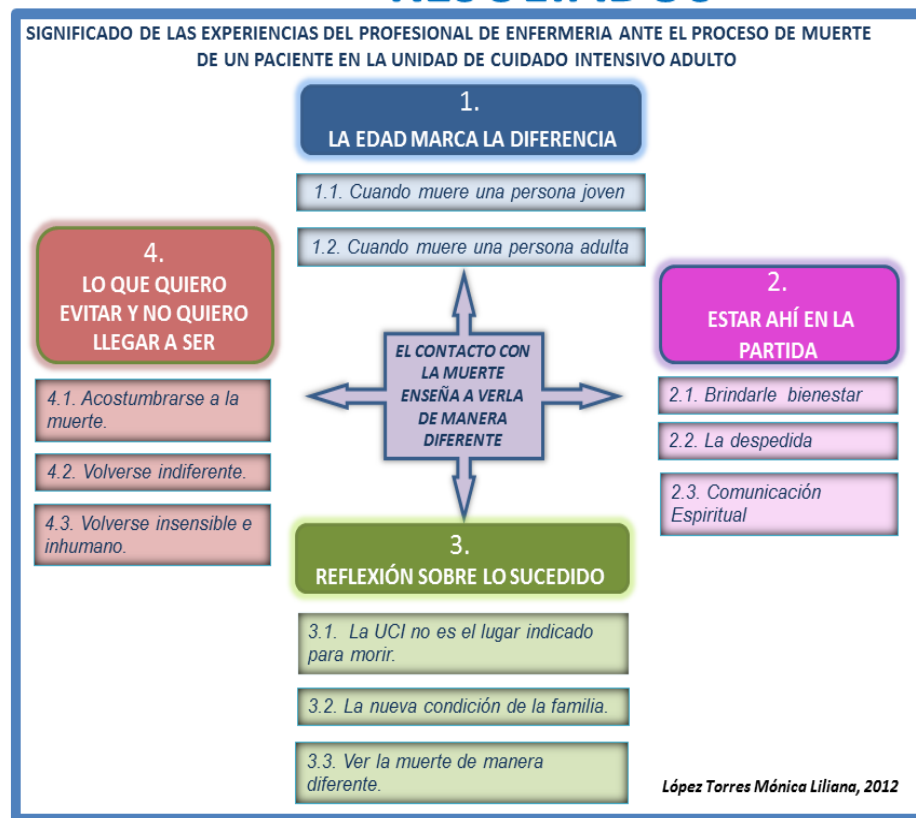 SIGNIFICADO DE LAS EXPERIENCIAS DEL PROFESIONAL DE ENFERMERIA ANTE EL PROCESO DE MUERTE
DE UN PACIENTE EN LA UNIDAD DE CUIDADO INTENSIVO ADULTO
1.
LA EDAD MARCA LA DIFERENCIA
1.1. Cuando muere una persona joven
1.2. Cuando muere una persona adulta
4.
LO QUE QUIERO
EVITAR Y NO QUIERO
LLEGAR A SER
4.1. Acostumbrarse a la
muerte.
4.2. Volverse indiferente.
4.3. Volverse insensible e
inhumano.
EL CONTACTO CON
LA MUERTE
ENSEÑA A VERLA
DE MANERA
DIFERENTE
2.
ESTAR AHÍ EN LA
PARTIDA
2.1. Brindarle bienestar
2.2. La despedida
2.3. Comunicación
Espiritual
3.
REFLEXIÓN SOBRE LO SUCEDIDO
3.1. La UCI no es el lugar indicado
para morir.
3.2. La nueva condición de la familia.
3.3. Ver la muerte de manera
diferente.
López Torres Mónica Liliana, 2012